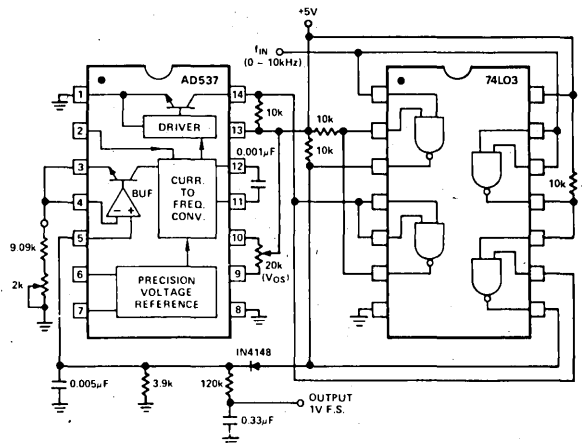 +5V
fIN
(0 – 10kHz)
AD537
74L03
1
14
DRIVER
10k
2
13
10k
10k
3
BUF
CURR.
TO
FREQ.
CONV.
12
0.001µF
4
11
10k
5
10
20k
(VOS)
9.09k
2k
6
PRECISION
VOLTAGE
REFERENCE
9
7
8
0.005µF
3.9k
120k
IN4148
OUTPUT
1V F.S.
0.33µF